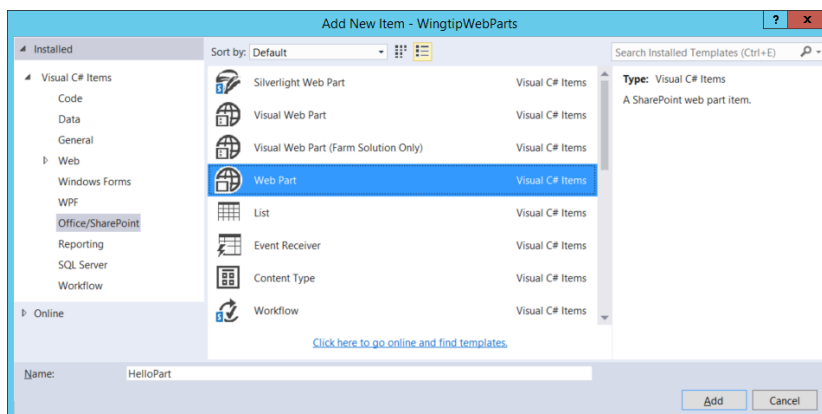 Add New Item - WingtipWebParts
? x
Installed
Sort by: Default
Search Installed Templates (Ctrl+E)
Visual C# Items
Code
Data
General
Web
Windows Forms
WPF
Office/SharePoint
Reporting
SQL Server
Workflow
Online
Silverlight Web Part Visual C# Items
Visual Web Part Visual C# Items
Visual Web Part (Farm Solution Only) Visual C# Items
Web Part Visual C# Items
List Visual C# Items
Event Receiver Visual C# Items
Content Type Visual C# Items
Workflow Visual C# Items
Click here to go online and find templates.
Type: Visual C# Items
A SharePoint web part item.
Name: HelloPart
Add Cancel